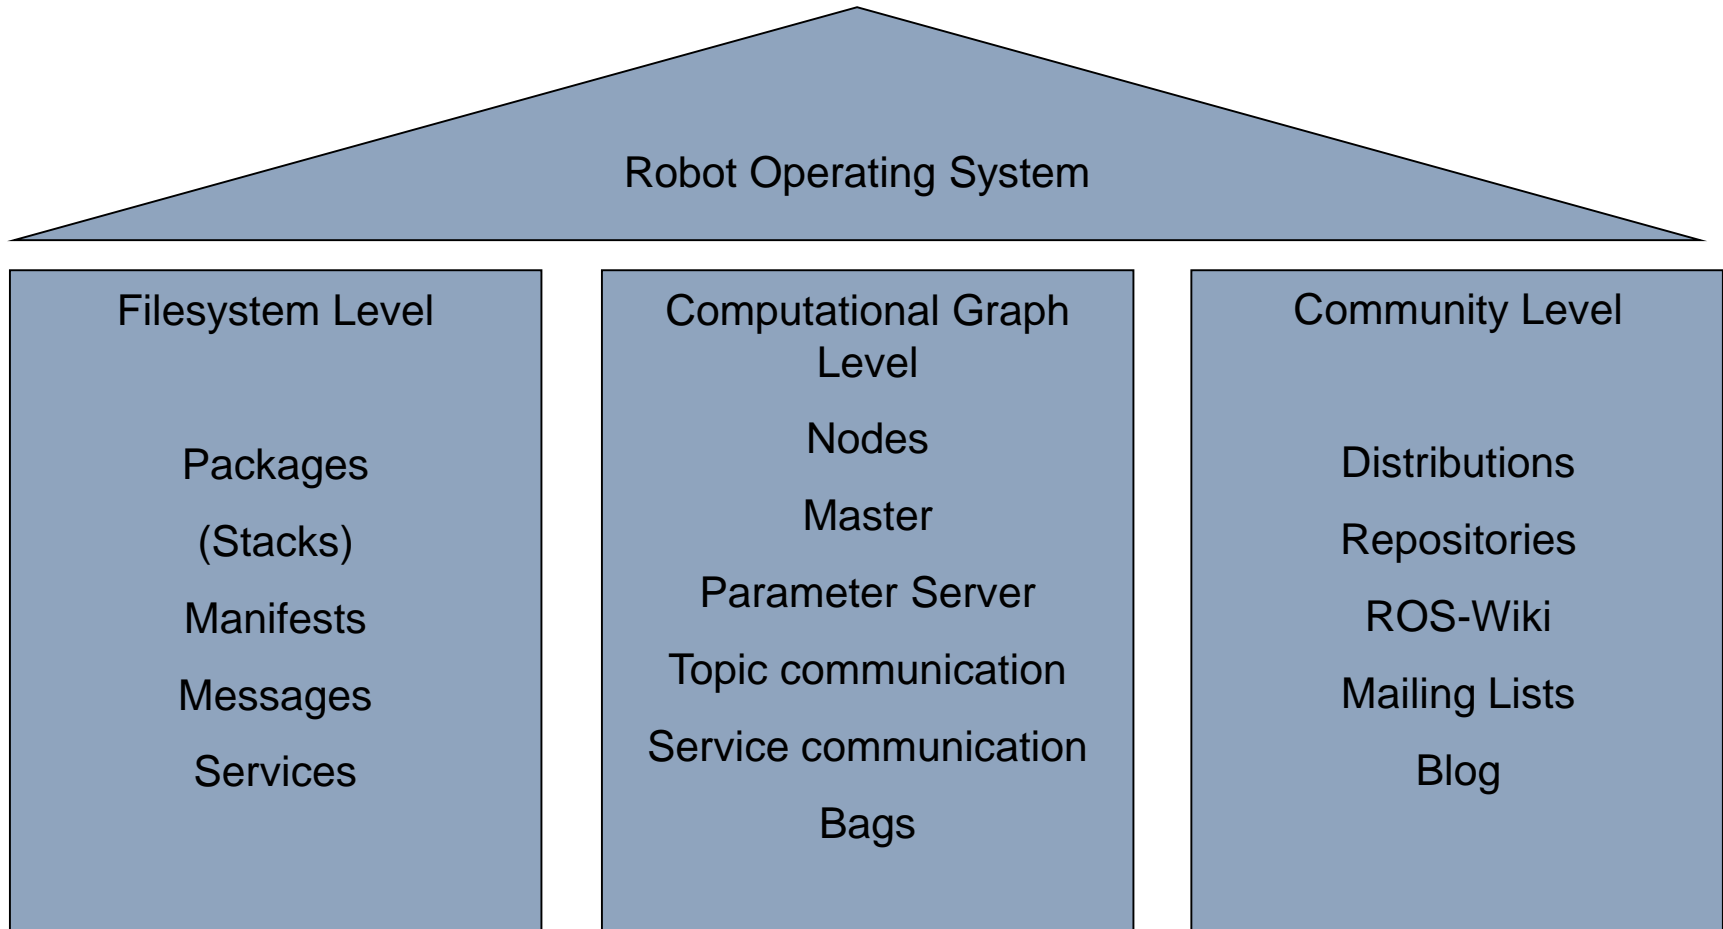 Robot Operating System
Filesystem Level
Packages
(Stacks)
Manifests
Messages
Services
Computational Graph
Level
Nodes
Master
Parameter Server
Topic communication
Service communication
Bags
Community Level
Distributions
Repositories
ROS-Wiki
Mailing Lists
Blog